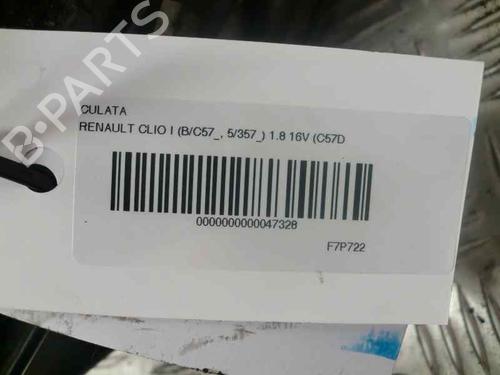 B-PARTS
CULATA
RENAULT CLIO I (B/C57_, 5/357_) 1.8 16V (C57D
0000000000047328
F7P722